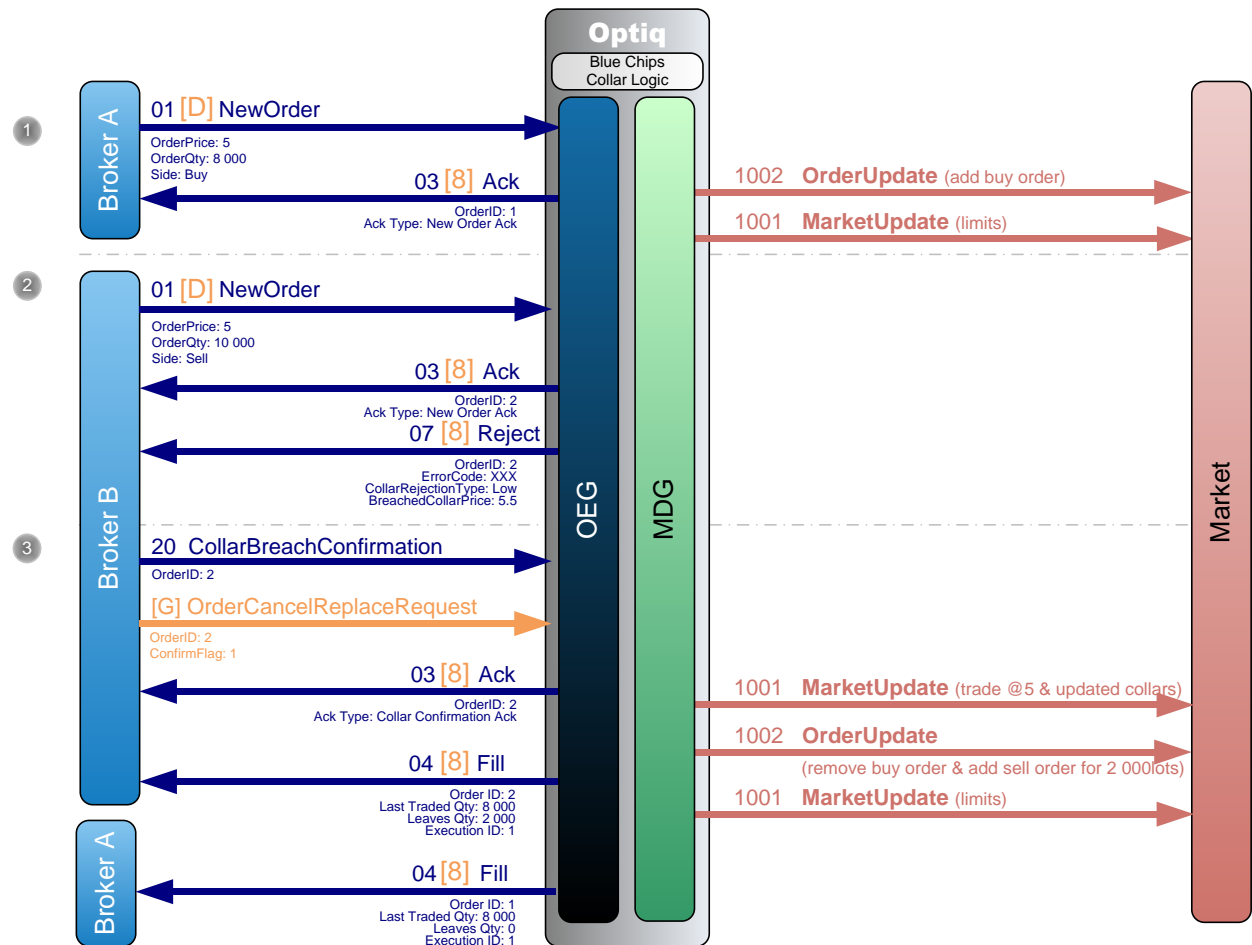 Optiq
Blue Chips
Collar Logic
1
Broker A
01 [D] NewOrder
OrderPrice: 5
OrderQty: 8 000
Side: Buy
03 [8] Ack
OrderID: 1
Ack Type: New Order Ack
1002 OrderUpdate (add buy order)
1001 MarketUpdate (limits)
2
Broker B
01 [D] NewOrder
OrderPrice: 5
OrderQty: 10 000
Side: Sell
03 [8] Ack
OrderID: 2
Ack Type: New Order Ack
07 [8] Reject
OrderID: 2
ErrorCode: XXX
CollarRejectionType: Low
BreachedCollarPrice: 5.5
OEG
MDG
Market
3
20 CollarBreachConfirmation
OrderID: 2
[G] OrderCancelReplaceRequest
OrderID: 2
ConfirmFlag: 1
03 [8] Ack
OrderID: 2
Ack Type: Collar Confirmation Ack
1001 MarketUpdate (trade @5 & updated collars)
1002 OrderUpdate
(remove buy order & add sell order for 2 000lots)
1001 MarketUpdate (limits)
04 [8] Fill
Order ID: 2
Last Traded Qty: 8 000
Leaves Qty: 2 000
Execution ID: 1
Broker A
04 [8] Fill
Order ID: 1
Last Traded Qty: 8 000
Leaves Qty: 0
Execution ID: 1